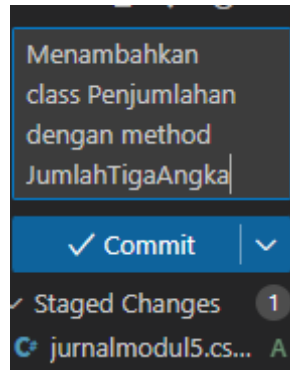 Menambahkan
class Penjumlahan
dengan method
JumlahTigaAngka
Commit
Staged Changes 1
C# jurnalmodul5.cs... A